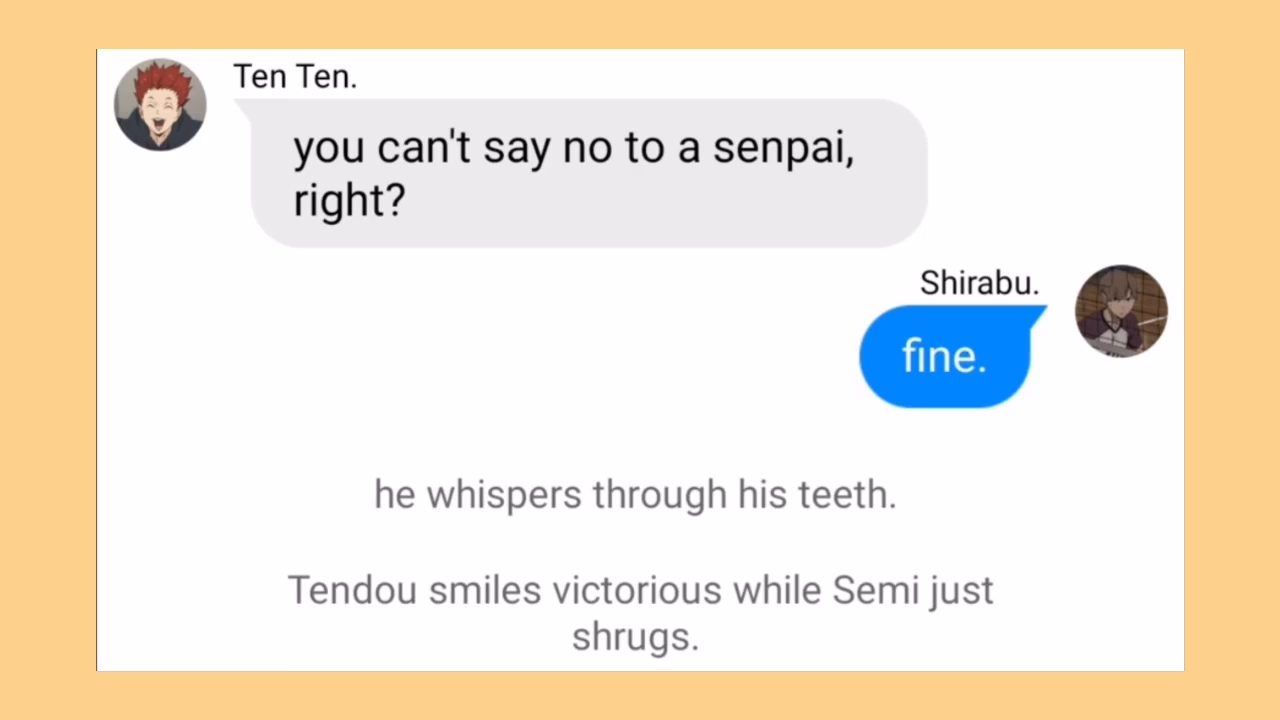 Ten Ten.
you can't say no to a senpai,
right?
Shirabu.
fine.
he whispers through his teeth.
Tendou smiles victorious while Semi just
shrugs.